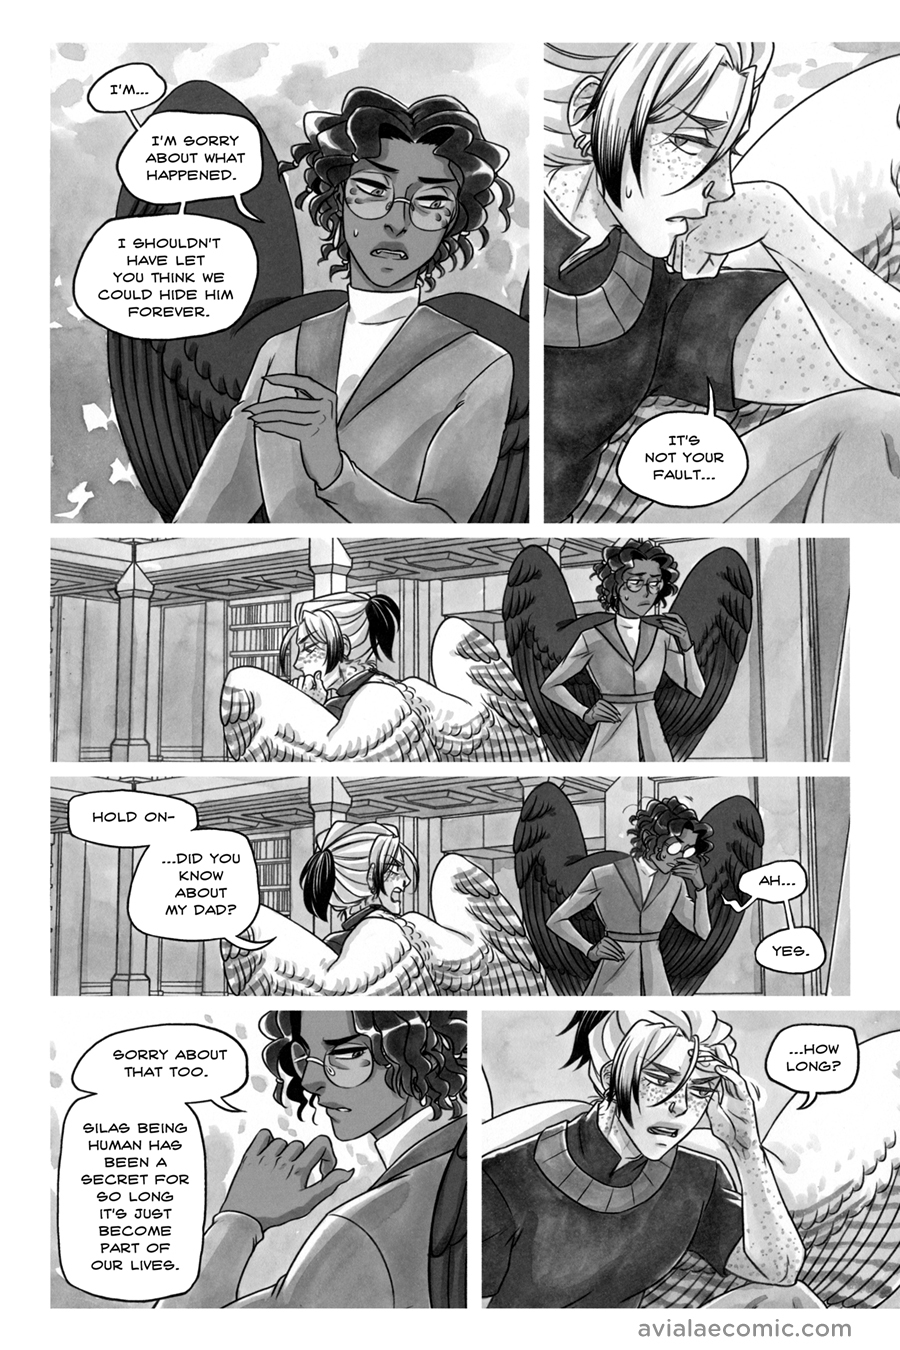 I'M...
I'M SORRY
ABOUT WHAT
HAPPENED.
I SHOULDN'T
HAVE LET
YOU THINK WE
COULD HIDE HIM
FOREVER.
IT'S
NOT YOUR
FAULT...
HOLD ON-
...DID YOU
KNOW
ABOUT
MY DAD?
AH...
YES.
SORRY ABOUT
THAT TOO.
SILAS BEING
HUMAN HAS
BEEN A
SECRET FOR
SO LONG
IT'S JUST
BECOME
PART OF
OUR LIVES.
...HOW
LONG?
avialaecomic.com